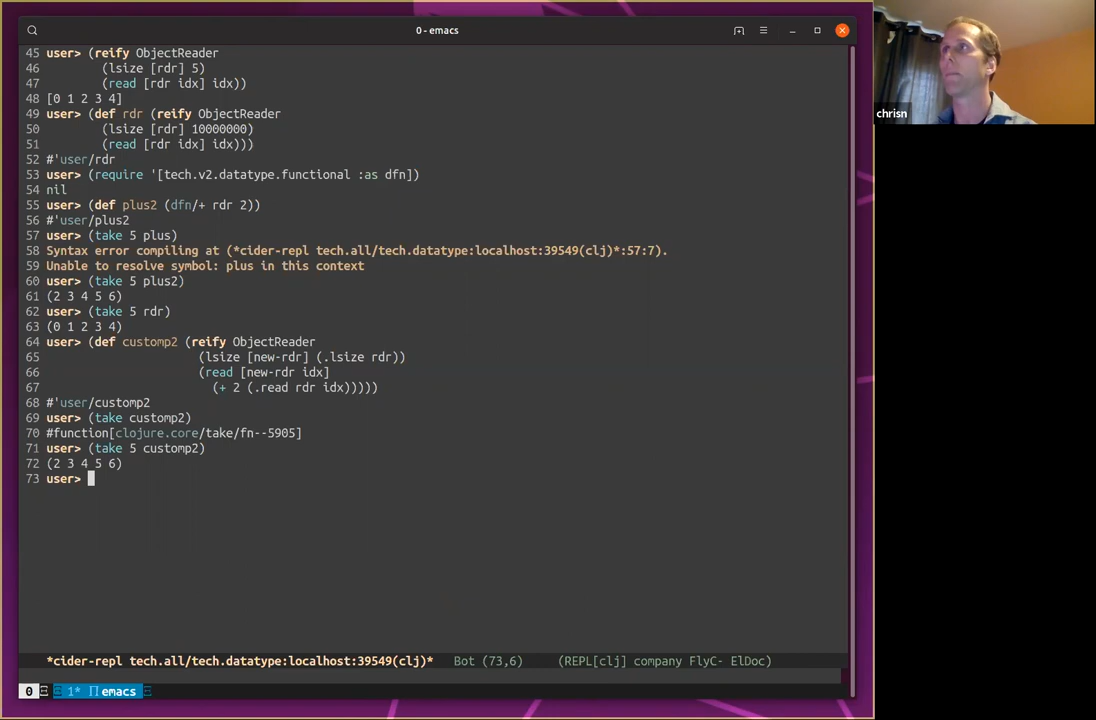 0 - emacs
45 user> (reify ObjectReader
46 (lsize [rdr] 5)
47 (read [rdr idx] idx))
48 [0 1 2 3 4]
49 user> (def rdr (reify ObjectReader
50 (lsize [rdr] 10000000)
51 (read [rdr idx] idx)))
52 #'user/rdr
53 user> (require '[tech.v2.datatype.functional :as dfn])
54 nil
55 user> (def plus2 (dfn/+ rdr 2))
56 #'user/plus2
57 user> (take 5 plus)
58 Syntax error compiling at (*cider-repl tech.all/tech.datatype:localhost:39549(clj)*:57:7).
59 Unable to resolve symbol: plus in this context
60 user> (take 5 plus2)
61 (2 3 4 5 6)
62 user> (take 5 rdr)
63 (0 1 2 3 4)
64 user> (def customp2 (reify ObjectReader
65 (lsize [new-rdr] (.lsize rdr))
66 (read [new-rdr idx]
67 (+ 2 (.read rdr idx)))))
68 #'user/customp2
69 user> (take customp2)
70 #function[clojure.core/take/fn--5905]
71 user> (take 5 customp2)
72 (2 3 4 5 6)
73 user>
*cider-repl tech.all/tech.datatype:localhost:39549(clj)* Bot (73,6) (REPL[clj] company FlyC- ElDoc)
0 1* emacs
chrisn